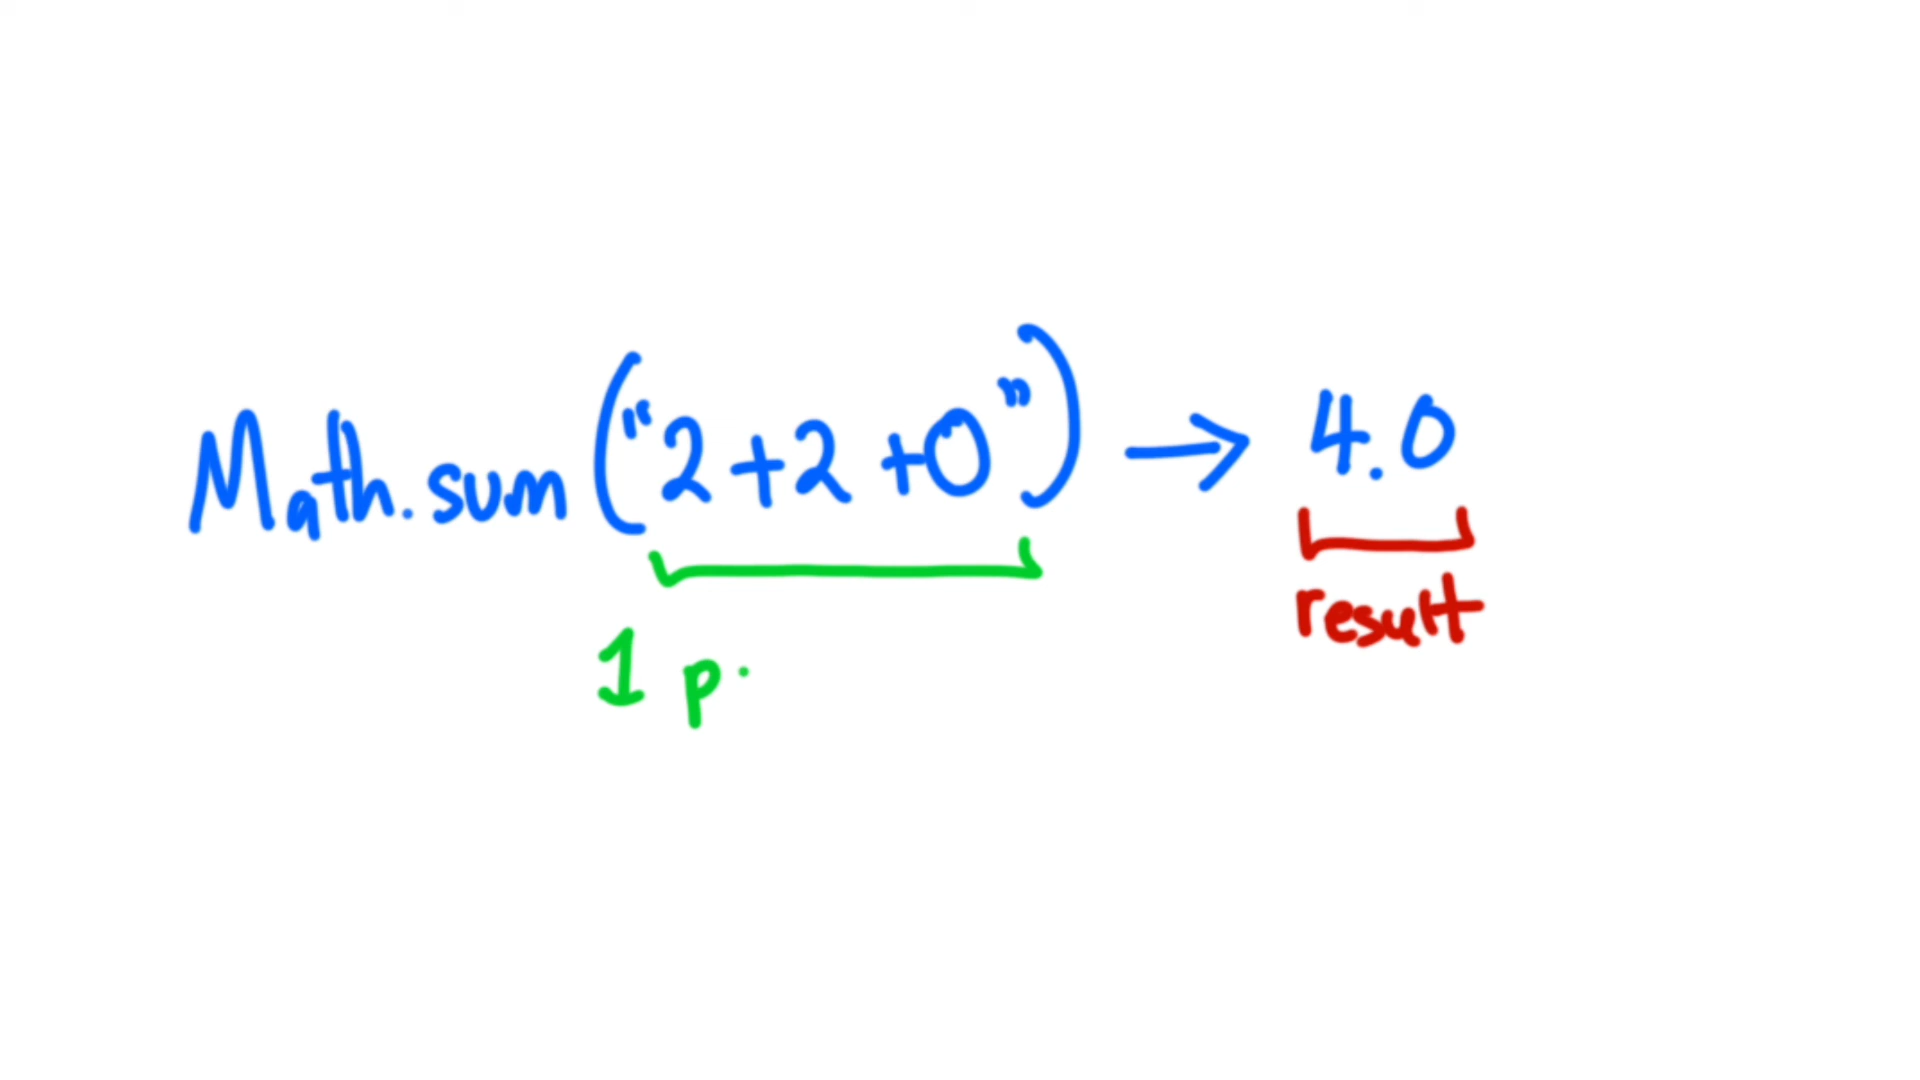 Math.sum("2+2+0") → 4.0
1 p.
result